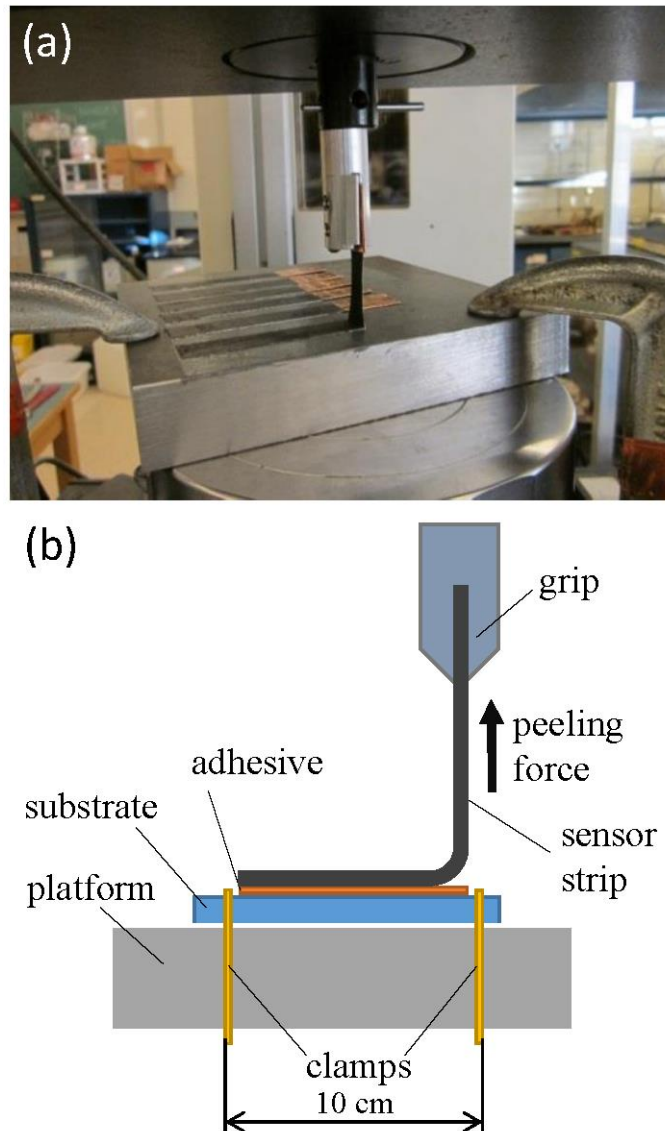 (a)
(b)
grip
peeling
force
adhesive
substrate
sensor
strip
platform
clamps
10 cm